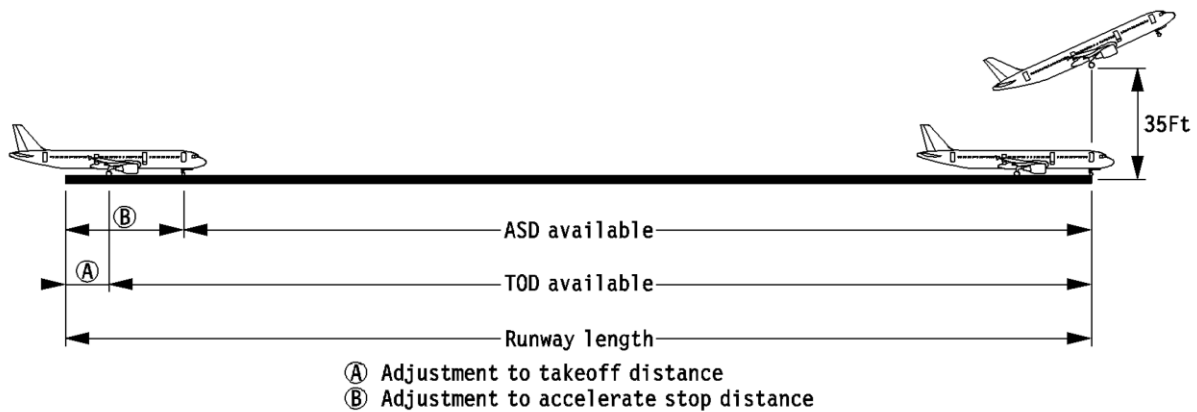 35Ft
Ⓑ
ASD available
Ⓐ
TOD available
Runway length
Ⓐ Adjustment to takeoff distance
Ⓑ Adjustment to accelerate stop distance